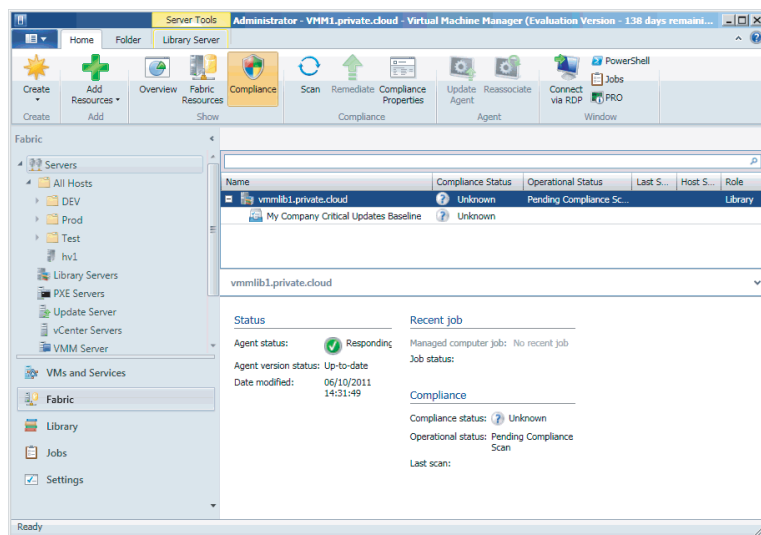 Server Tools
Administrator - VMM1.private.cloud - Virtual Machine Manager (Evaluation Version - 138 days remaini...
Home Folder Library Server
Create Add Resources Overview Fabric Resources Compliance Scan Remediate Compliance Properties Update Agent Reassociate Connect via RDP PowerShell Jobs PRO
Create Add Show Compliance Agent Window
Fabric
Servers
All Hosts
DEV
Prod
Test
hv1
Library Servers
PXE Servers
Update Server
vCenter Servers
VMM Server
VMs and Services
Fabric
Library
Jobs
Settings
Name Compliance Status Operational Status Last S... Host S... Role
vmmlib1.private.cloud Unknown Pending Compliance Sc... Library
My Company Critical Updates Baseline Unknown
vmmlib1.private.cloud
Status
Agent status: Responding
Agent version status: Up-to-date
Date modified: 06/10/2011
14:31:49
Recent job
Managed computer job: No recent job
Job status:
Compliance
Compliance status: Unknown
Operational status: Pending Compliance
Scan
Last scan:
Ready